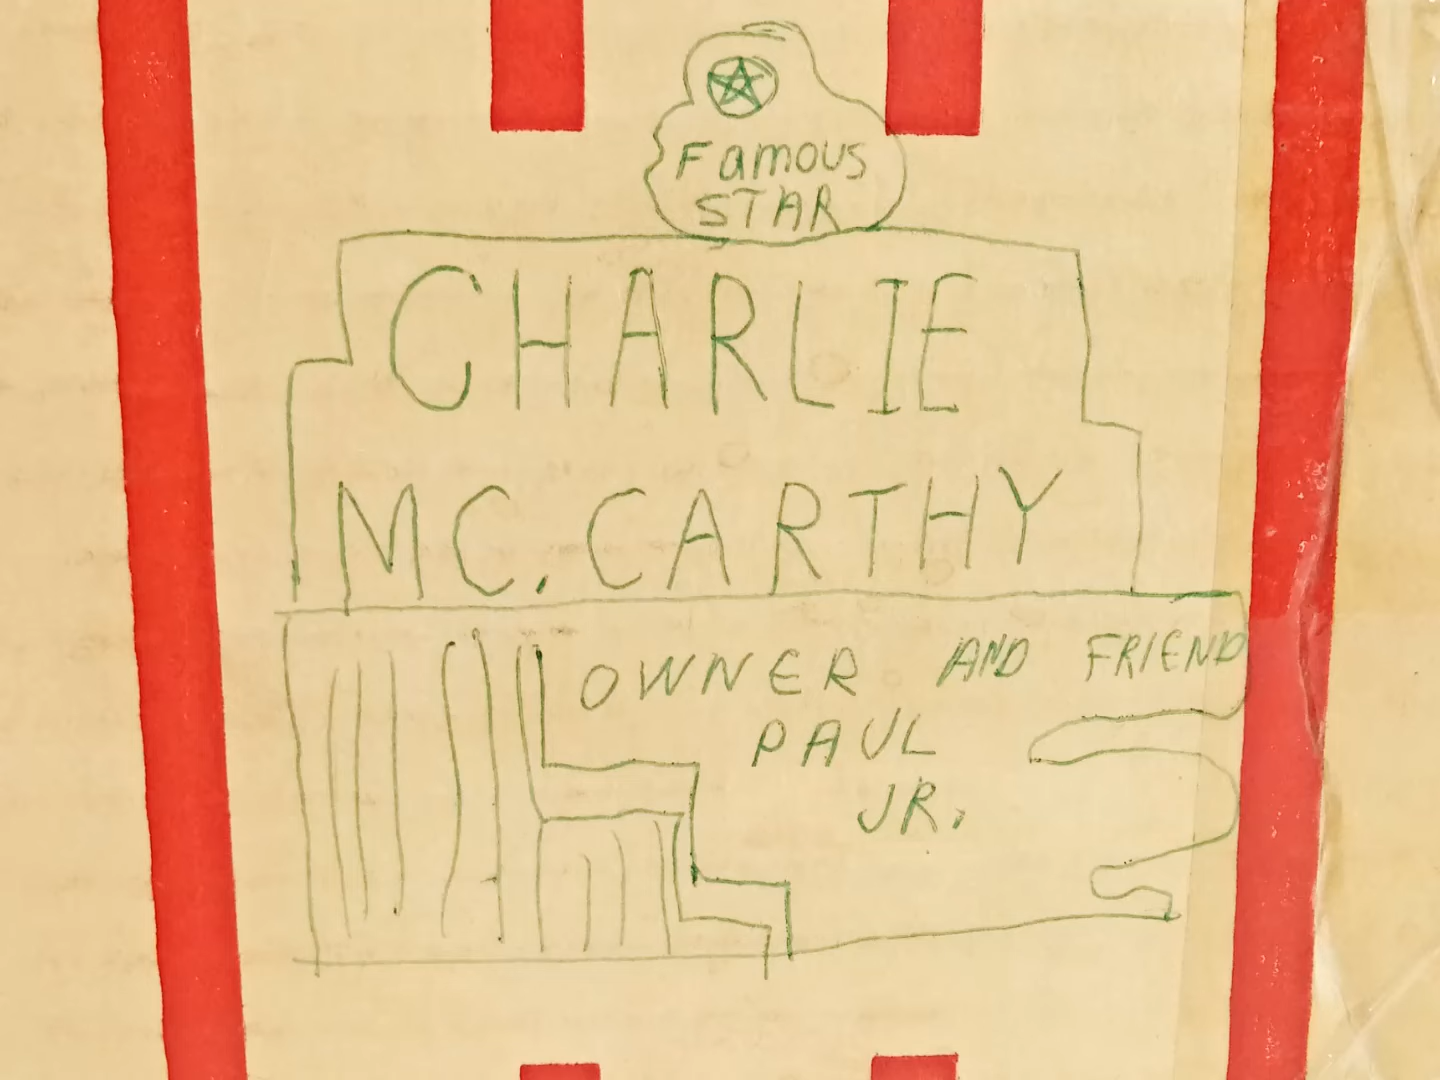 Famous
STAR
CHARLIE
MC.CARTHY
OWNER AND FRIEND
PAUL
JR.